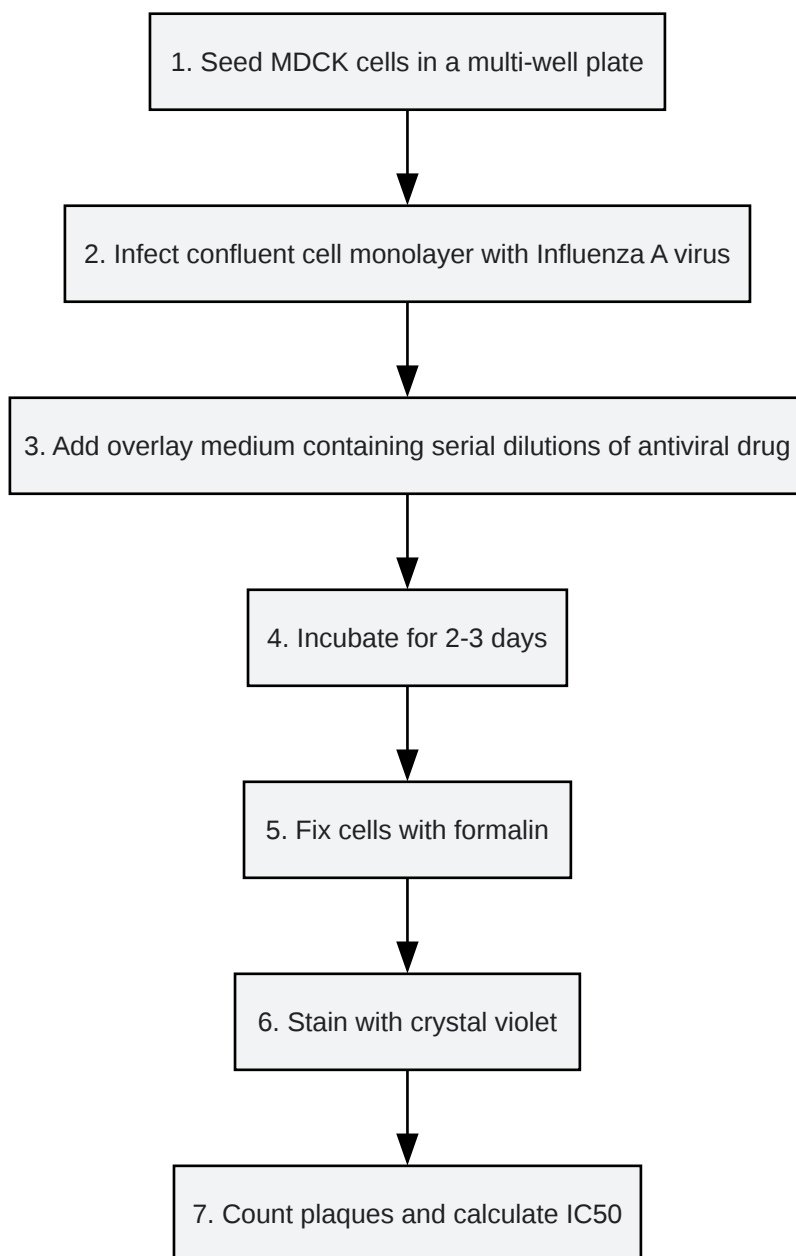 1. Seed MDCK cells in a multi-well plate
2. Infect confluent cell monolayer with Influenza A virus
3. Add overlay medium containing serial dilutions of antiviral drug
4. Incubate for 2-3 days
5. Fix cells with formalin
6. Stain with crystal violet
7. Count plaques and calculate IC50